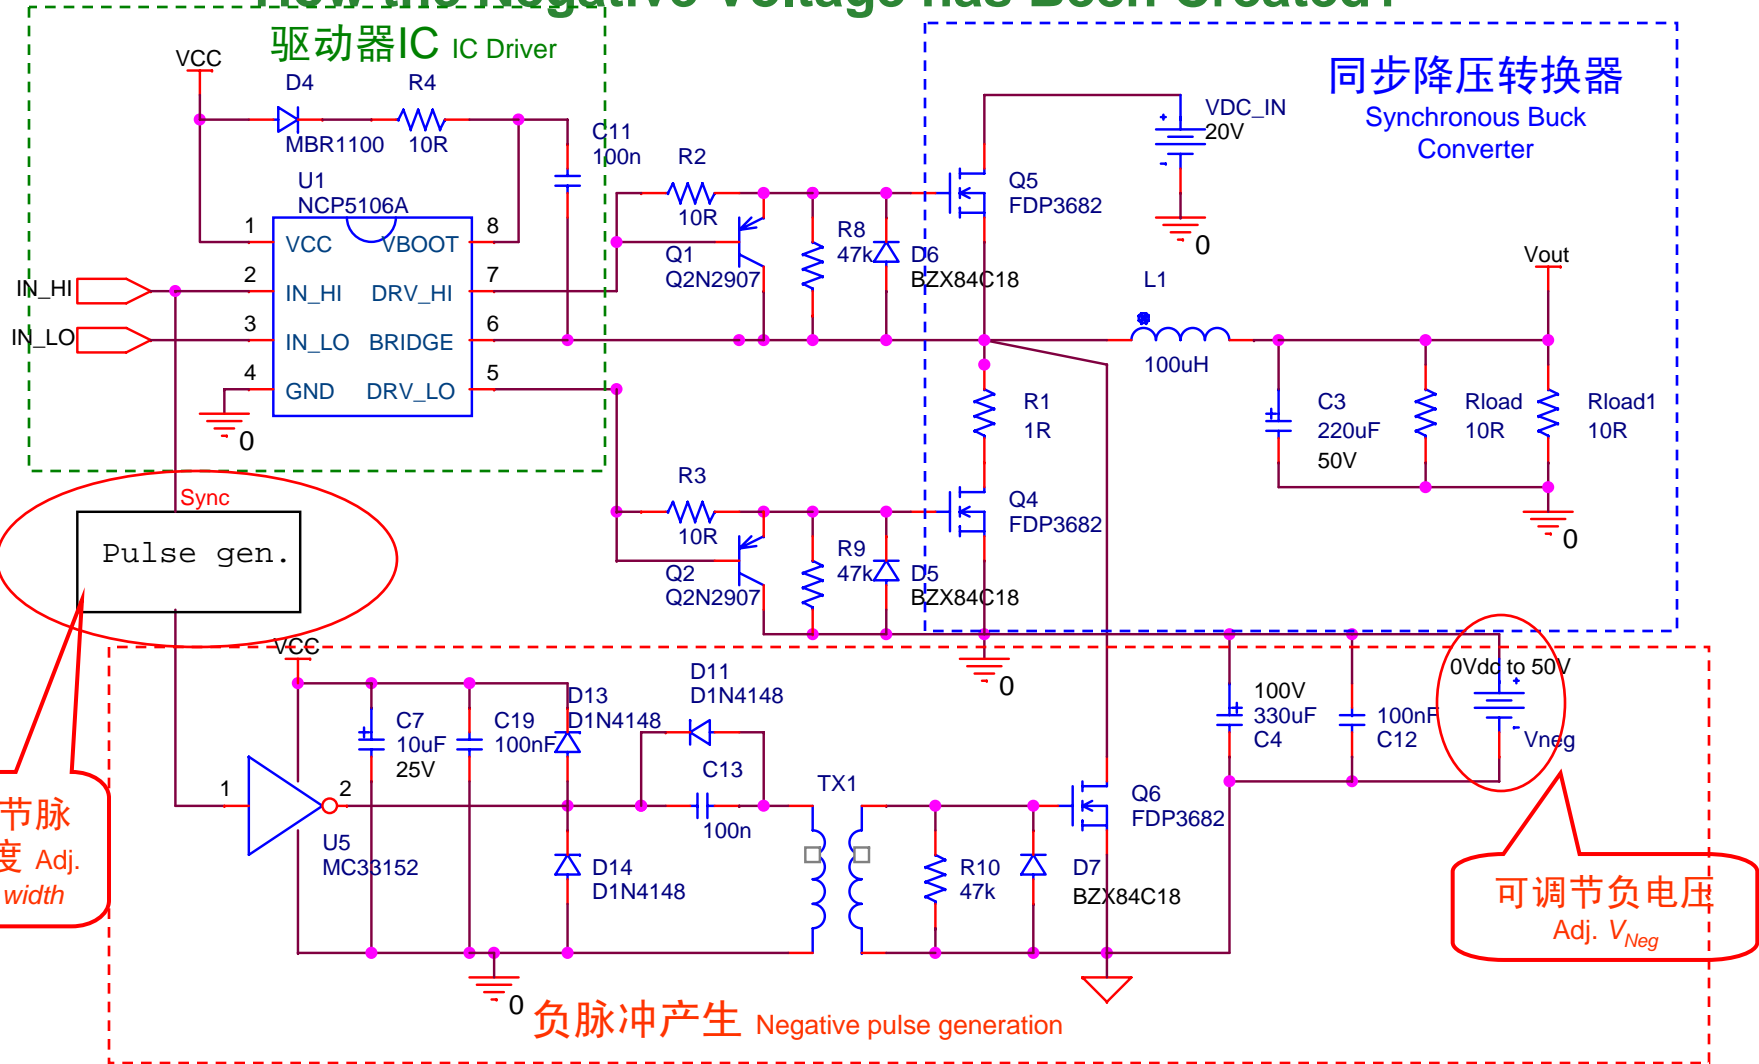 How the Negative Voltage has Been Created?
驱动器IC IC Driver
VCC
D4
MBR1100
R4
10R
C11
100n
U1
NCP5106A
1
VCC
VBOOT
8
2
IN_HI
DRV_HI
7
3
IN_LO
BRIDGE
6
4
GND
DRV_LO
5
IN_HI
IN_LO
0
R2
10R
Q1
Q2N2907
R8
47k
D6
BZX84C18
同步降压转换器
Synchronous Buck
Converter
VDC_IN
20V
0
Q5
FDP3682
L1
100uH
Vout
R1
1R
C3
220uF
50V
Rload
10R
Rload1
10R
0
R3
10R
Q2
Q2N2907
R9
47k
D5
BZX84C18
Q4
FDP3682
0
Sync
Pulse gen.
节脉
度 Adj.
width
VCC
1
2
U5
MC33152
C7
10uF
25V
C19
100nF
D13
D1N4148
D14
D1N4148
D11
D1N4148
C13
100n
TX1
R10
47k
D7
BZX84C18
Q6
FDP3682
100V
330uF
C4
100nF
C12
0Vdc to 50V
Vneg
可调节负电压
Adj. VNeg
0
负脉冲产生 Negative pulse generation